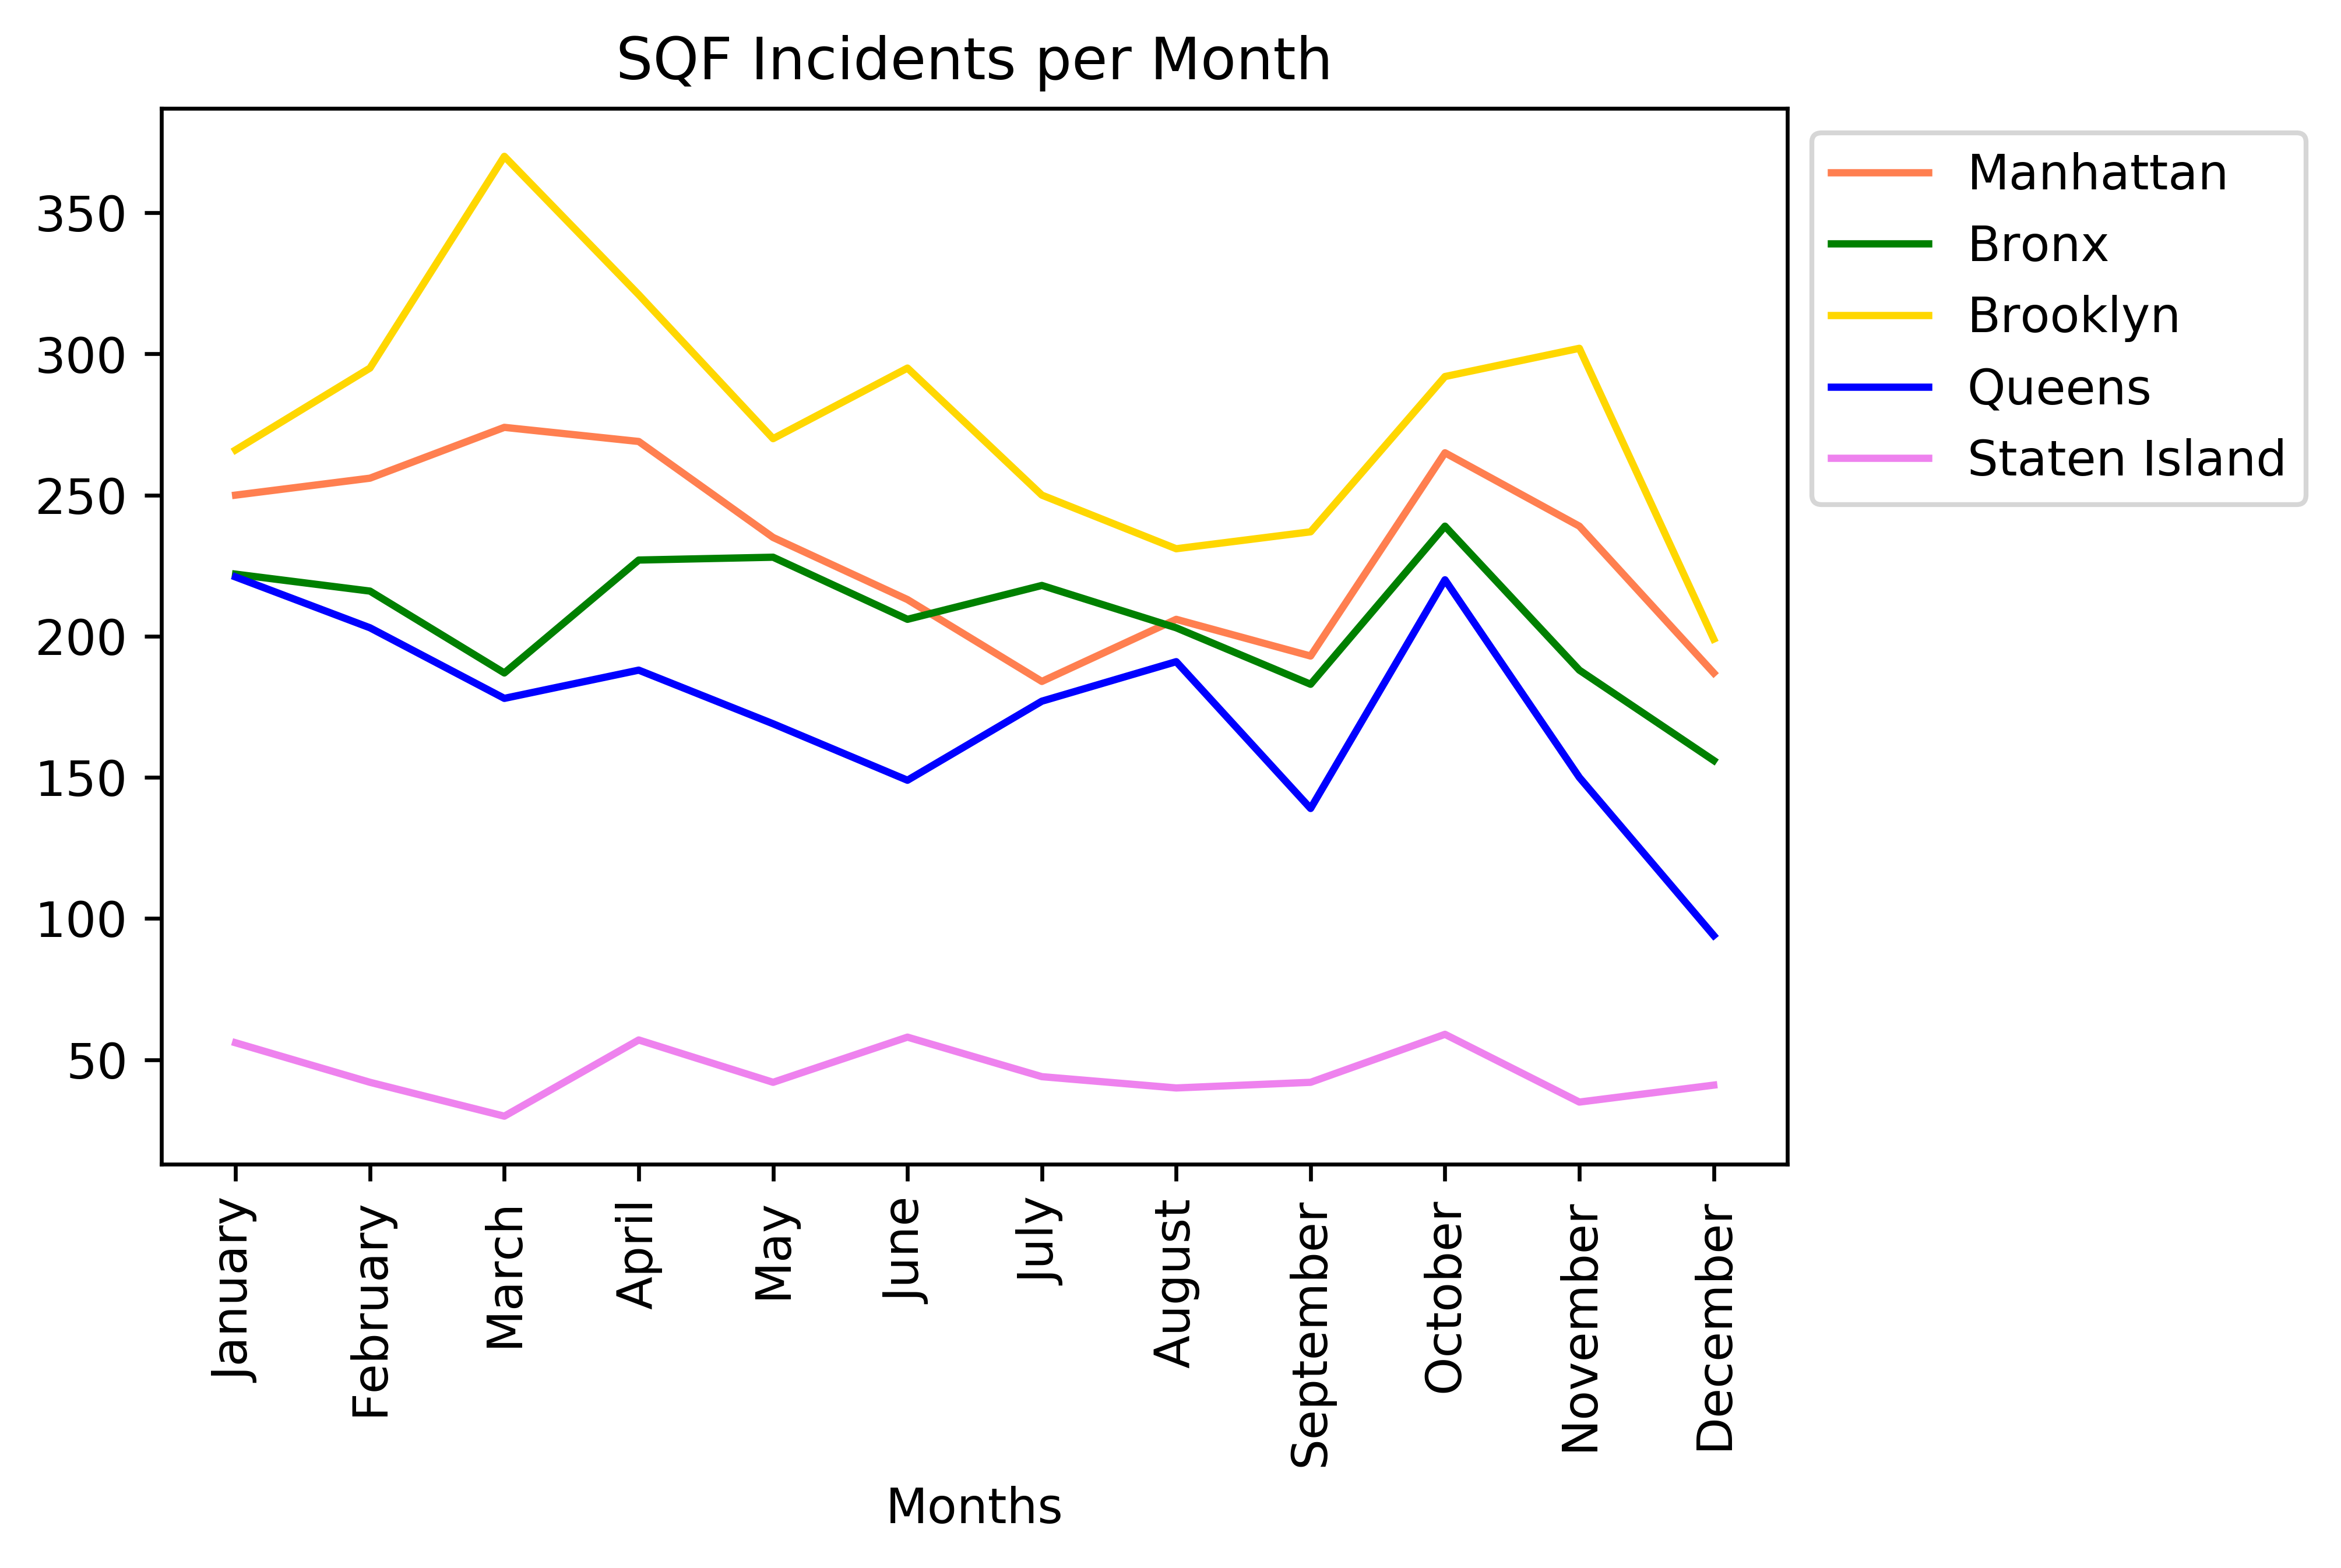 SQF Incidents per Month
350
300
250
200
150
100
50
Manhattan
Bronx
Brooklyn
Queens
Staten Island
January
February
March
April
May
June
July
August
September
October
November
December
Months